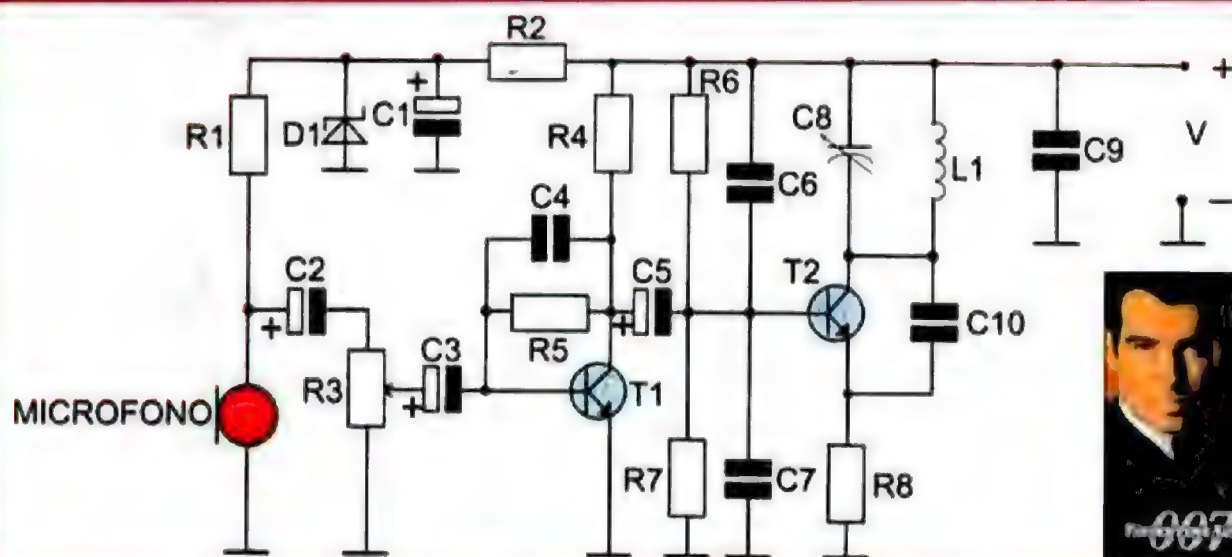 R2
R1
D1
+
C1
R4
R6
C6
C8
L1
C9
+
V
–
C4
C2
+
R5
C5
+
T2
C10
MICROFONO
R3
C3
+
T1
R7
C7
R8
007